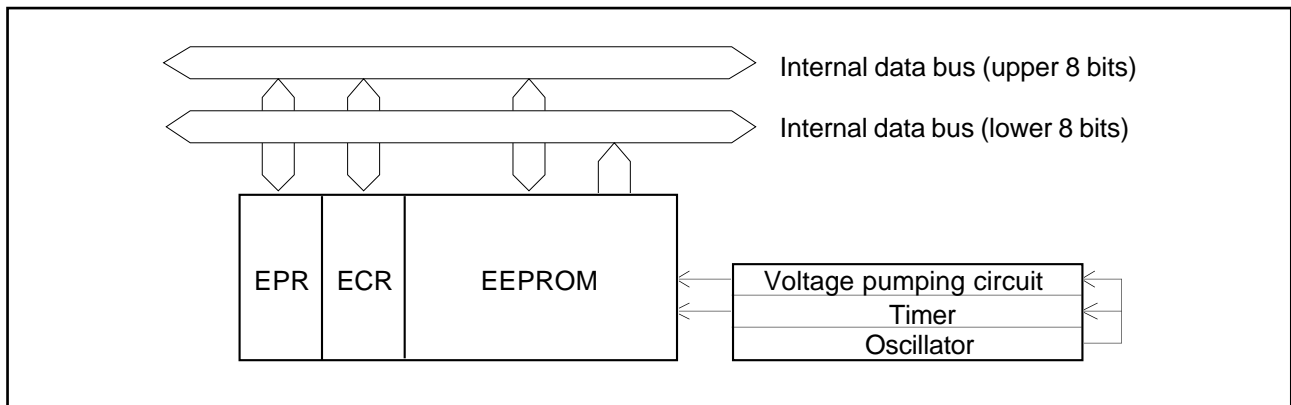 Internal data bus (upper 8 bits)
Internal data bus (lower 8 bits)
EPR ECR EEPROM
Voltage pumping circuit
Timer
Oscillator